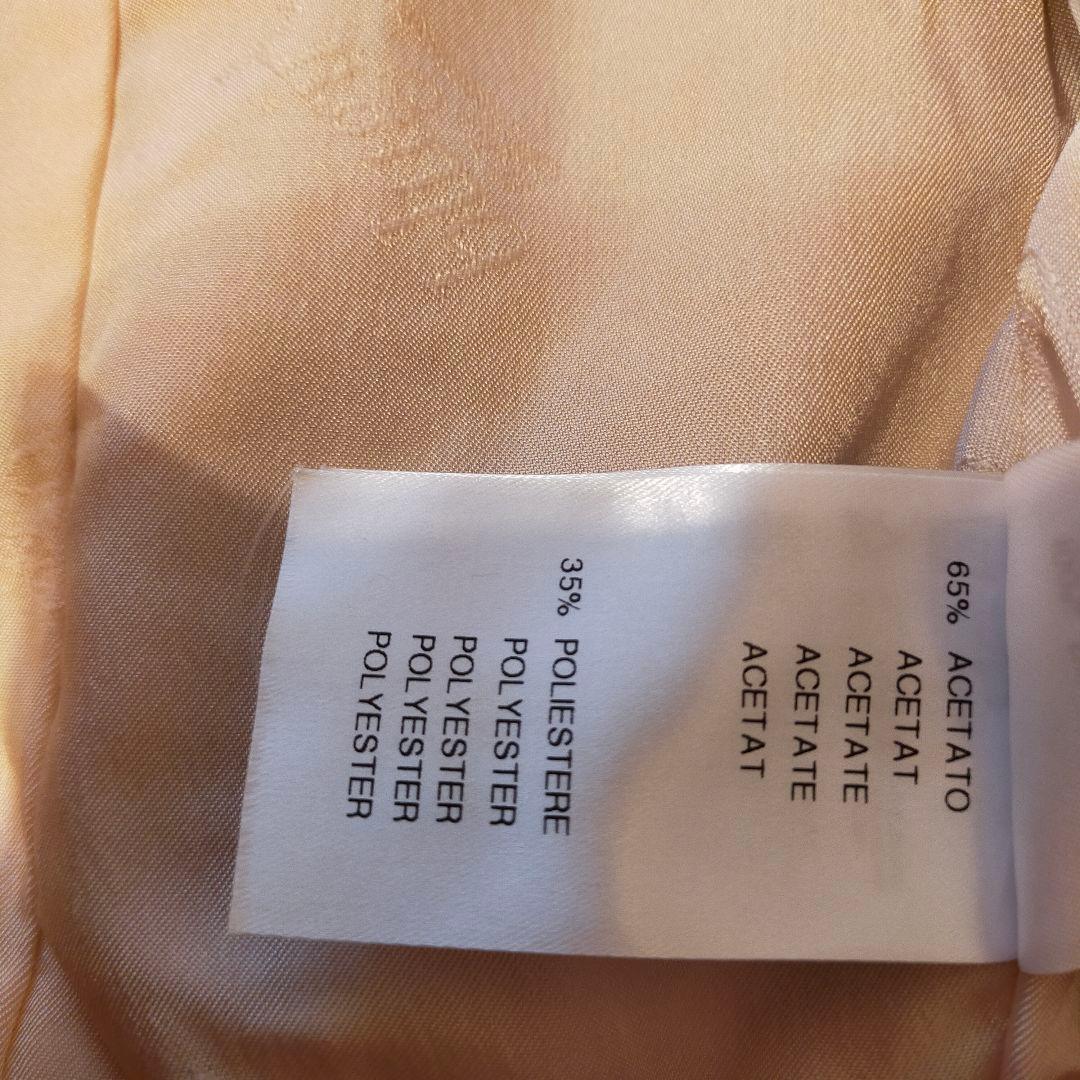 65% ACETATO
ACETAT
ACETATE
ACETATE
ACETAT
35% POLIESTERE
POLYESTER
POLYESTER
POLYESTER
POLYESTER